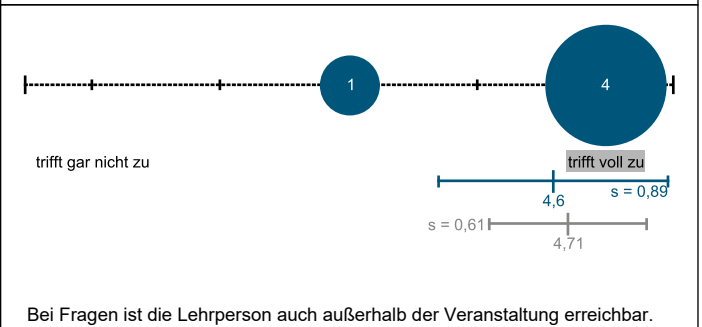 1
4
trifft gar nicht zu
trifft voll zu
s = 0,89
4,6
s = 0,61
4,71
Bei Fragen ist die Lehrperson auch außerhalb der Veranstaltung erreichbar.